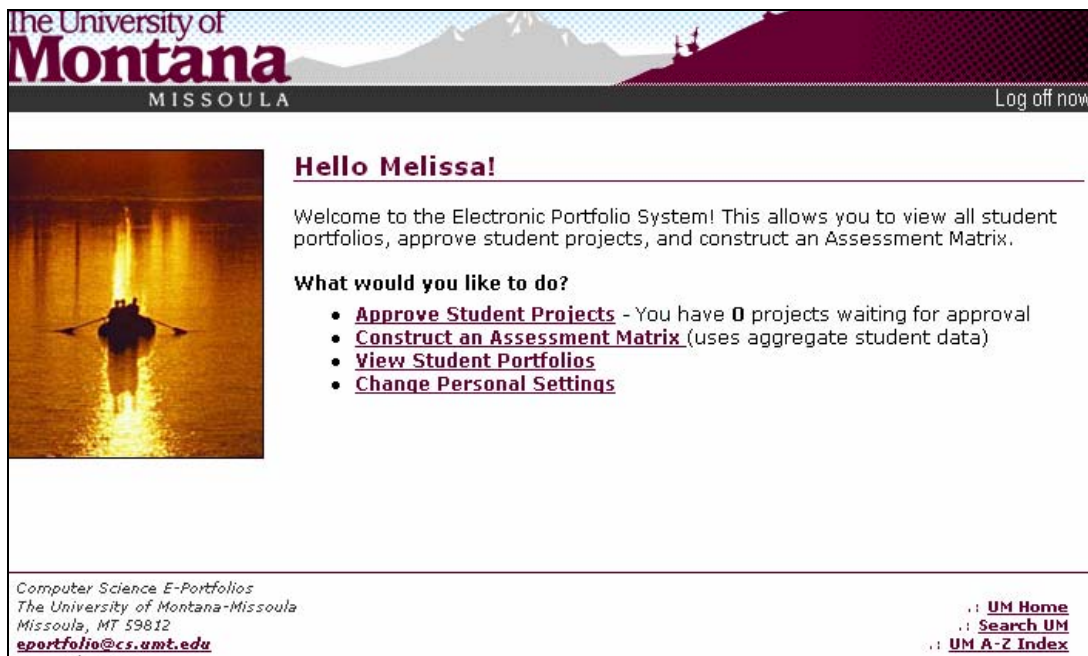 The University of
Montana
MISSOULA
Log off now
Hello Melissa!
Welcome to the Electronic Portfolio System! This allows you to view all student
portfolios, approve student projects, and construct an Assessment Matrix.
What would you like to do?
• Approve Student Projects - You have 0 projects waiting for approval
• Construct an Assessment Matrix (uses aggregate student data)
• View Student Portfolios
• Change Personal Settings
Computer Science E-Portfolios
The University of Montana-Missoula
Missoula, MT 59812
eportfolio@cs.umt.edu
.: UM Home
.: Search UM
.: UM A-Z Index